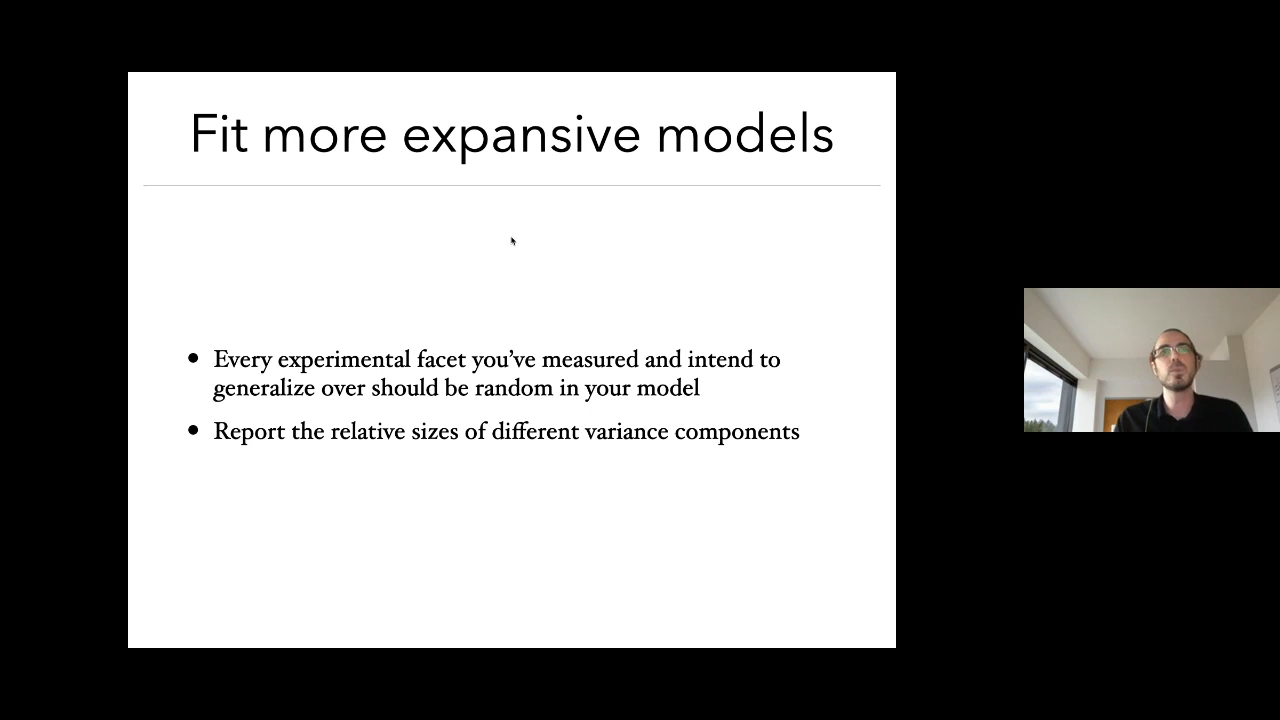 Fit more expansive models
• Every experimental facet you’ve measured and intend to
generalize over should be random in your model
• Report the relative sizes of different variance components